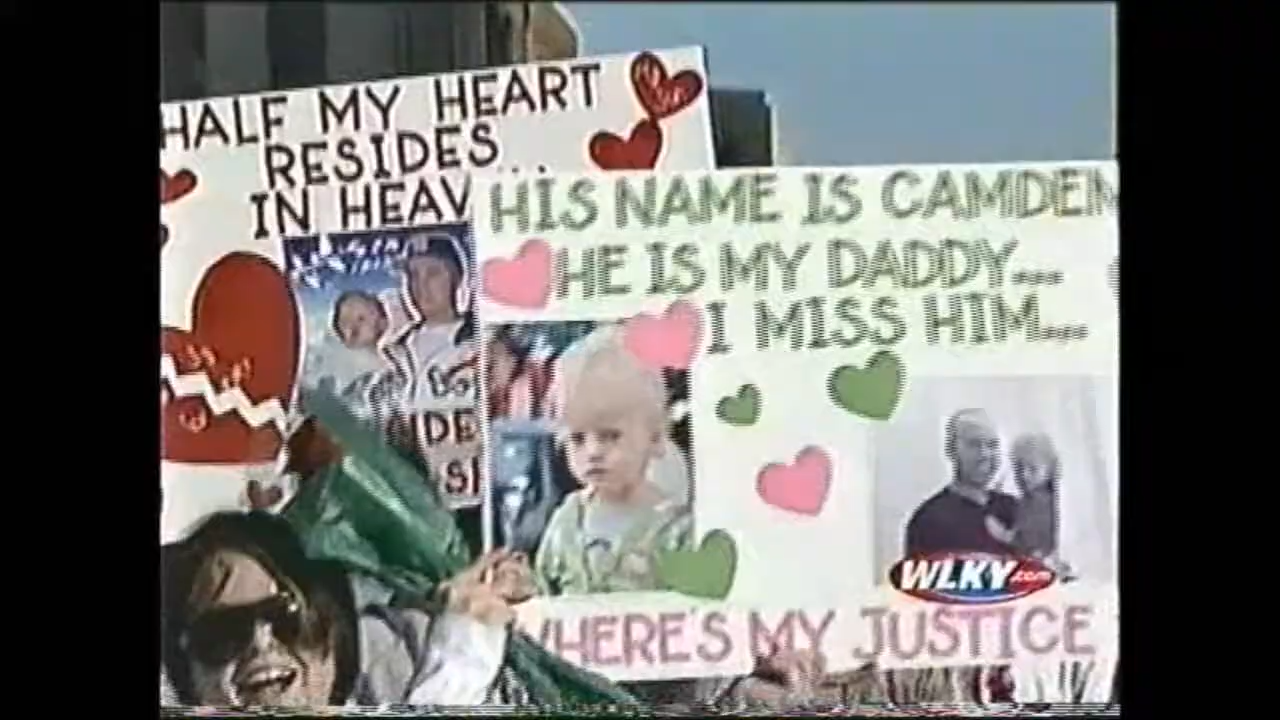 HALF MY HEART
RESIDES...
IN HEAV
HIS NAME IS CAMDEN
HE IS MY DADDY...
I MISS HIM...
WHERE'S MY JUSTICE
WLKY.com